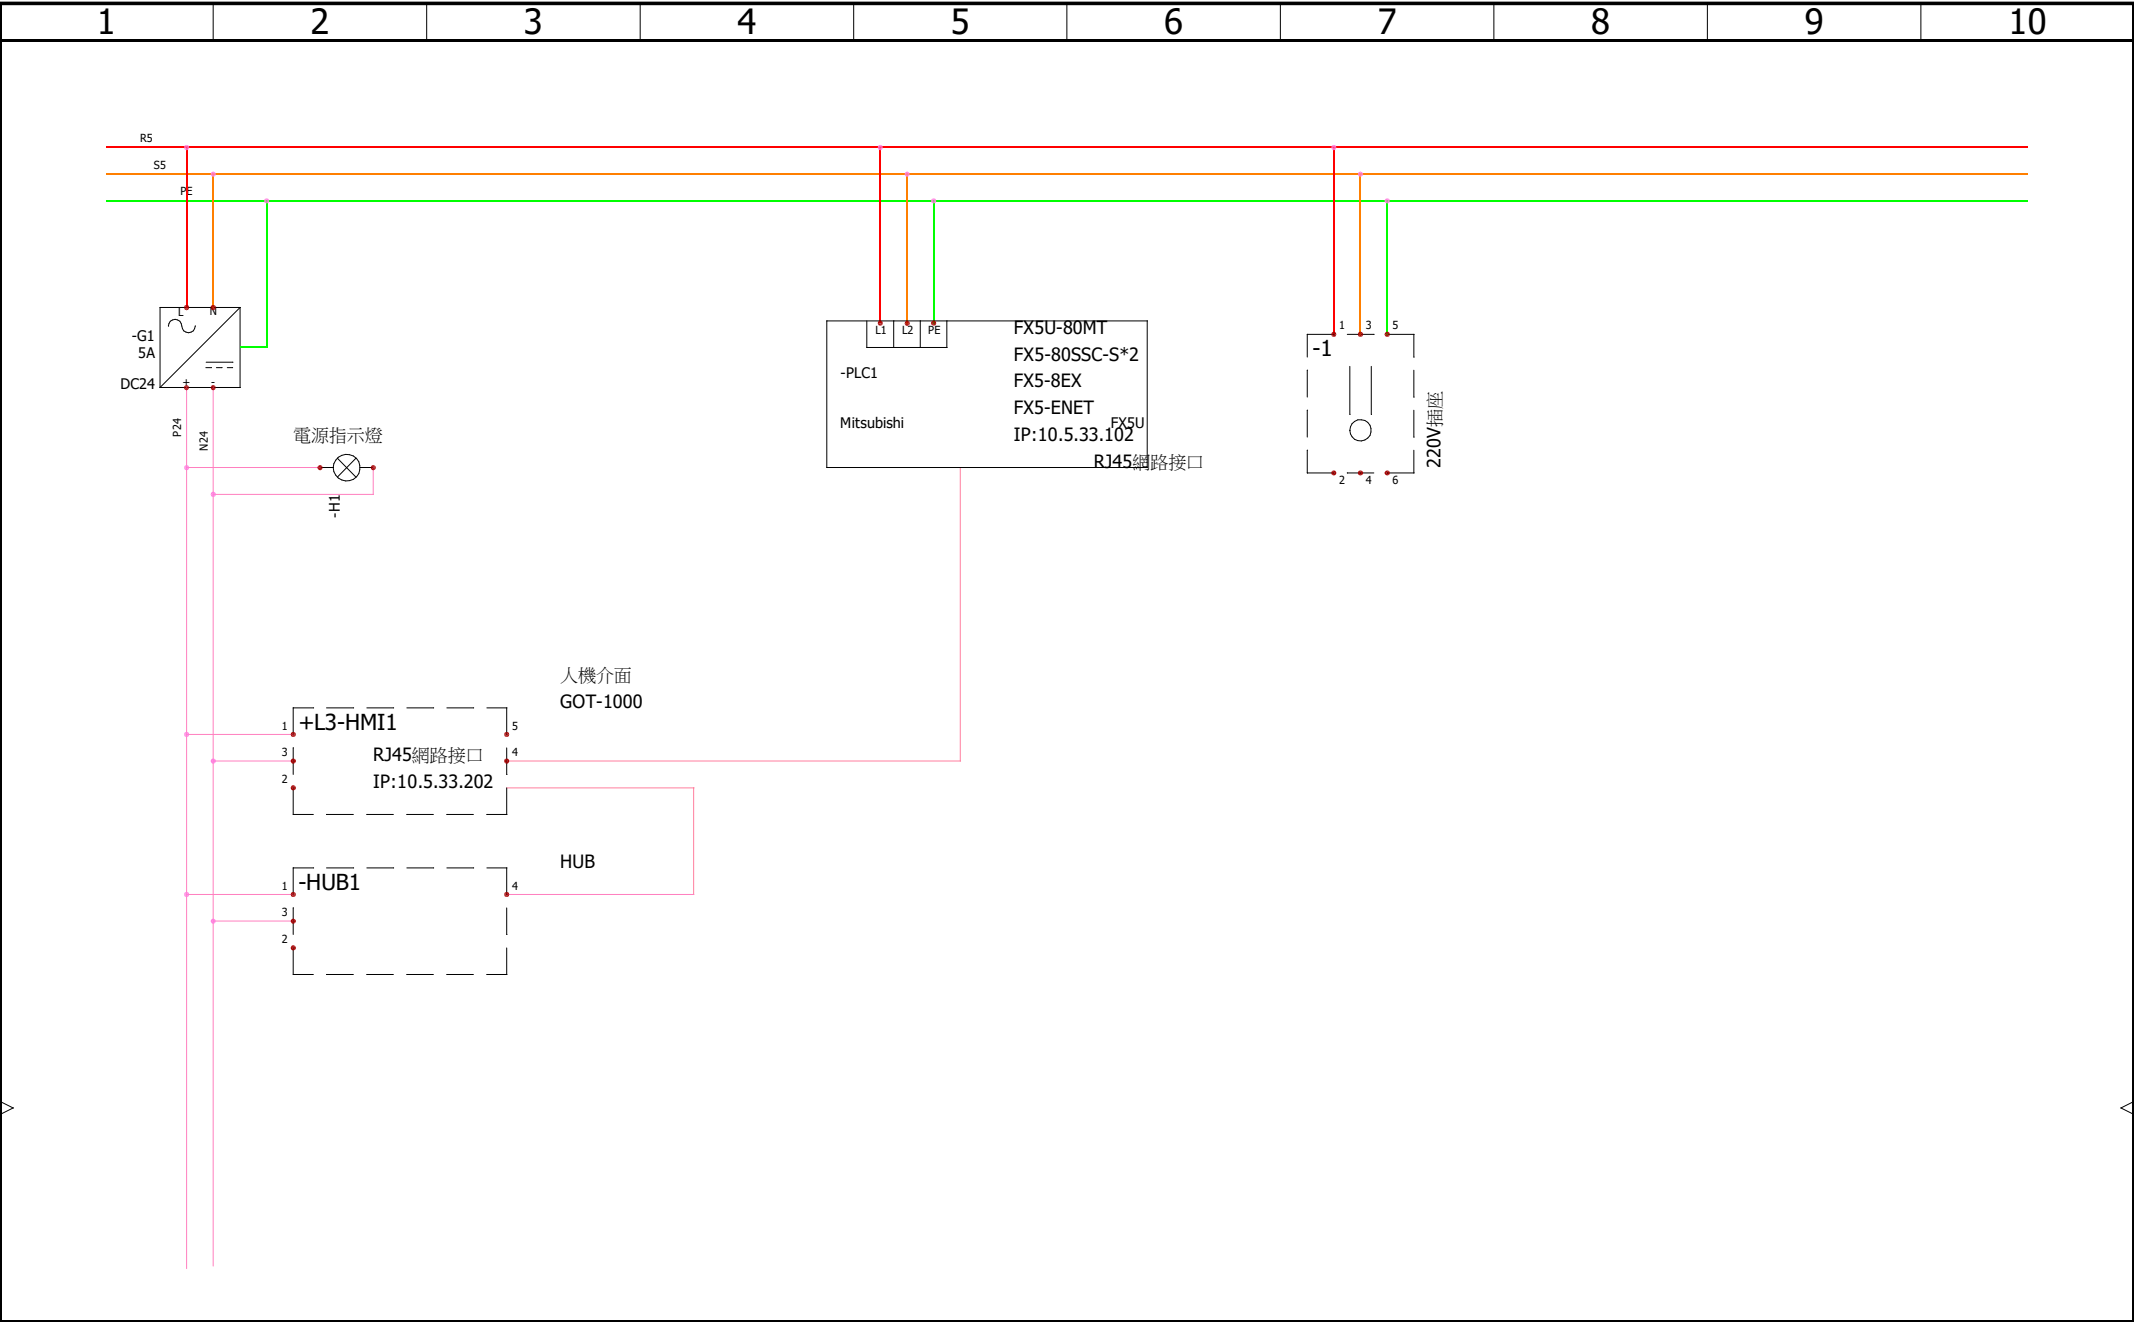 1 2 3 4 5 6 7 8 9 10
R5
S5
PE
L N
-G1
5A
DC24
+ -
P24
N24
電源指示燈
-H1
L1 L2 PE
-PLC1
Mitsubishi
FX5U-80MT
FX5-80SSC-S*2
FX5-8EX
FX5-ENET
FX5U
IP:10.5.33.102
RJ45網路接口
1 3 5
-1
220V插座
2 4 6
人機介面
GOT-1000
+L3-HMI1
1 5
3 4
2
RJ45網路接口
IP:10.5.33.202
HUB
-HUB1
1 4
3
2